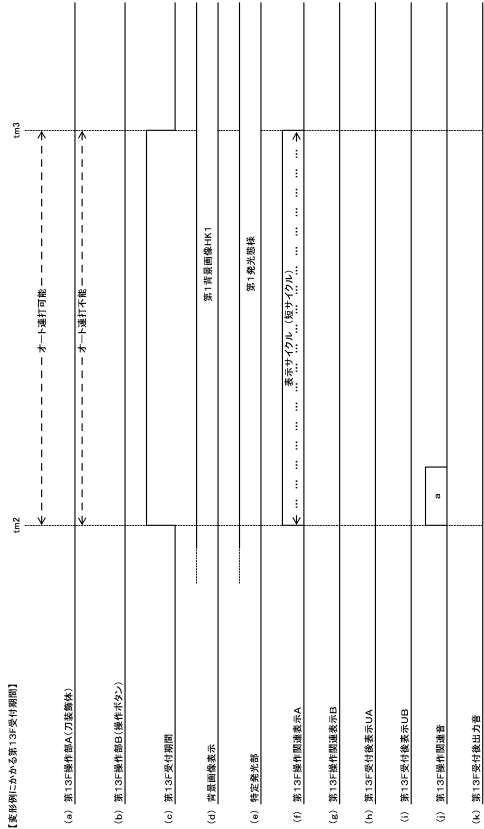 【変形例にかかる第13F受付期間】
tm2
tm3
オート連打可能
(a) 第13F操作部A(刀装飾体)
オート連打不能
(b) 第13F操作部B(操作ボタン)
(c) 第13F受付期間
第1背景画像HK1
(d) 背景画像表示
第1発光態様
(e) 特定発光部
表示サイクル (短サイクル)
(f) 第13F操作関連表示A
(g) 第13F操作関連表示B
(h) 第13F受付後表示UA
(i) 第13F受付後表示UB
a
(j) 第13F操作関連音
(k) 第13F受付後出力音